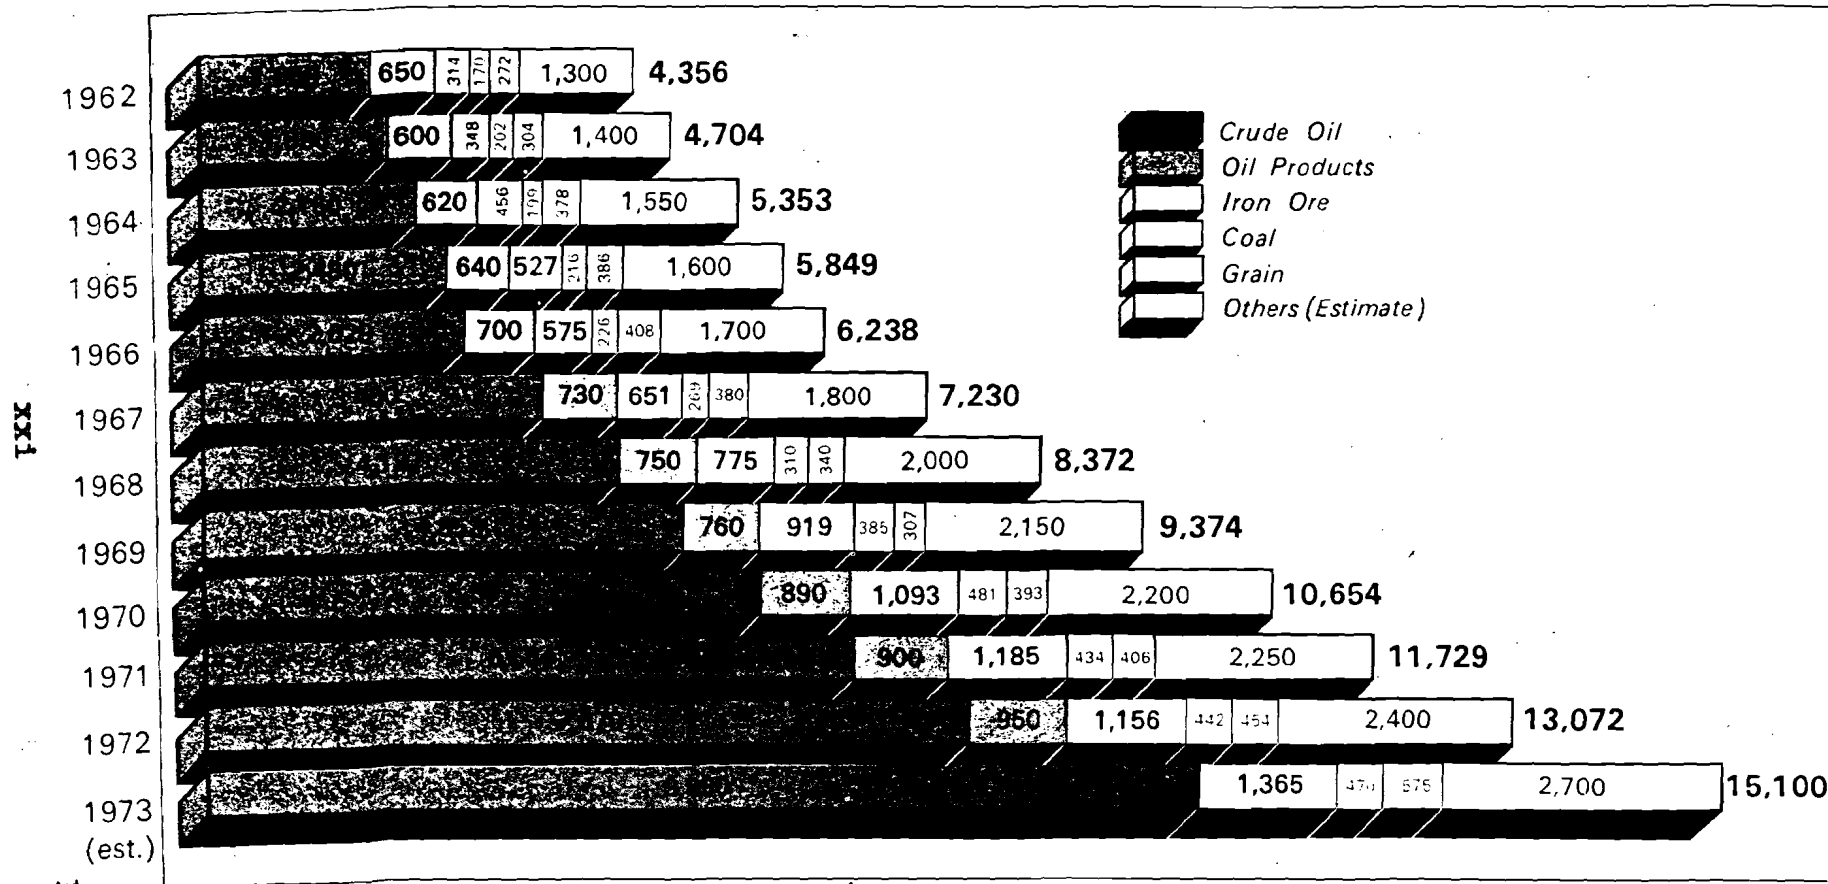 1962 650 314 170 272 1,300 4,356
1963 600 348 202 304 1,400 4,704
1964 620 456 199 378 1,550 5,353
1965 640 527 216 386 1,600 5,849
1966 700 575 226 408 1,700 6,238
1967 730 651 269 380 1,800 7,230
1968 750 775 310 340 2,000 8,372
1969 760 919 385 307 2,150 9,374
1970 890 1,093 481 393 2,200 10,654
1971 900 1,185 434 406 2,250 11,729
1972 950 1,156 442 454 2,400 13,072
1973 1,365 575 2,700 15,100
(est.)
Crude Oil
Oil Products
Iron Ore
Coal
Grain
Others (Estimate)
xxi